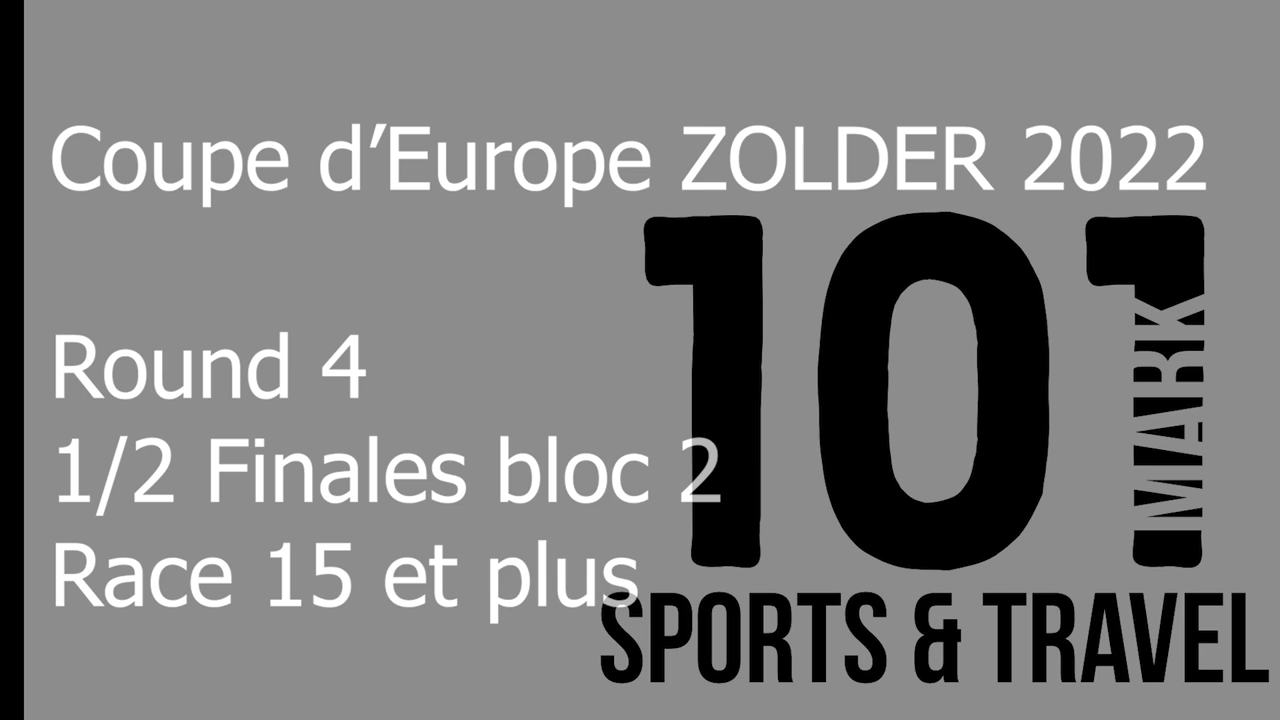 Coupe d’Europe ZOLDER 2022
Round 4
1/2 Finales bloc 2
Race 15 et plus
101
MARK
SPORTS & TRAVEL